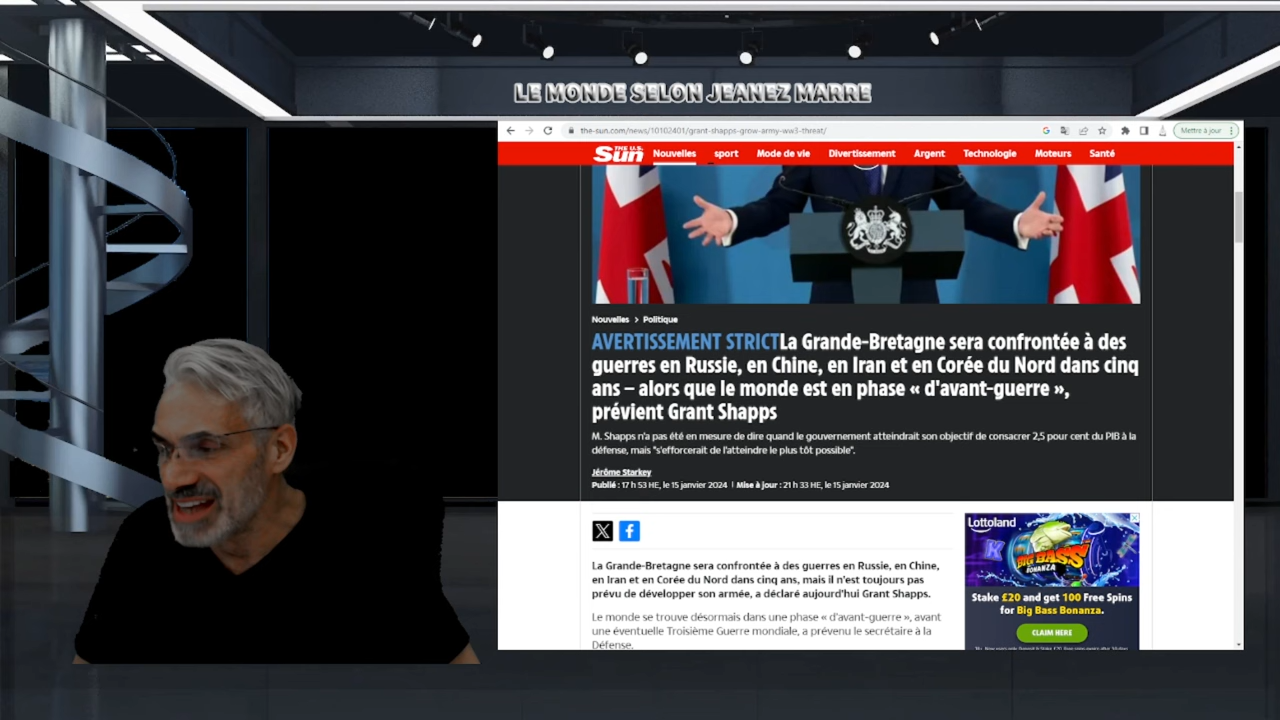 LE MONDE SELON JEANEZ MARRE
the-sun.com/news/10102401/grant-shapps-grow-army-ww3-threat/
Mettre à jour
THE U.S. Sun
Nouvelles sport Mode de vie Divertissement Argent Technologie Moteurs Santé
Nouvelles > Politique
AVERTISSEMENT STRICTLa Grande-Bretagne sera confrontée à des
guerres en Russie, en Chine, en Iran et en Corée du Nord dans cinq
ans – alors que le monde est en phase « d'avant-guerre »,
prévient Grant Shapps
M. Shapps n'a pas été en mesure de dire quand le gouvernement atteindrait son objectif de consacrer 2,5 pour cent du PIB à la
défense, mais "s'efforcerait de l'atteindre le plus tôt possible".
Jérôme Starkey
Publié : 17 h 53 HE, le 15 janvier 2024 | Mise à jour : 21 h 33 HE, le 15 janvier 2024
La Grande-Bretagne sera confrontée à des guerres en Russie, en Chine,
en Iran et en Corée du Nord dans cinq ans, mais il n'est toujours pas
prévu de développer son armée, a déclaré aujourd'hui Grant Shapps.
Le monde se trouve désormais dans une phase « d'avant-guerre », avant
une éventuelle Troisième Guerre mondiale, a prévenu le secrétaire à la
Défense.
Lottoland
K
BIG BASS
BONANZA
Stake £20 and get 100 Free Spins
for Big Bass Bonanza.
CLAIM HERE